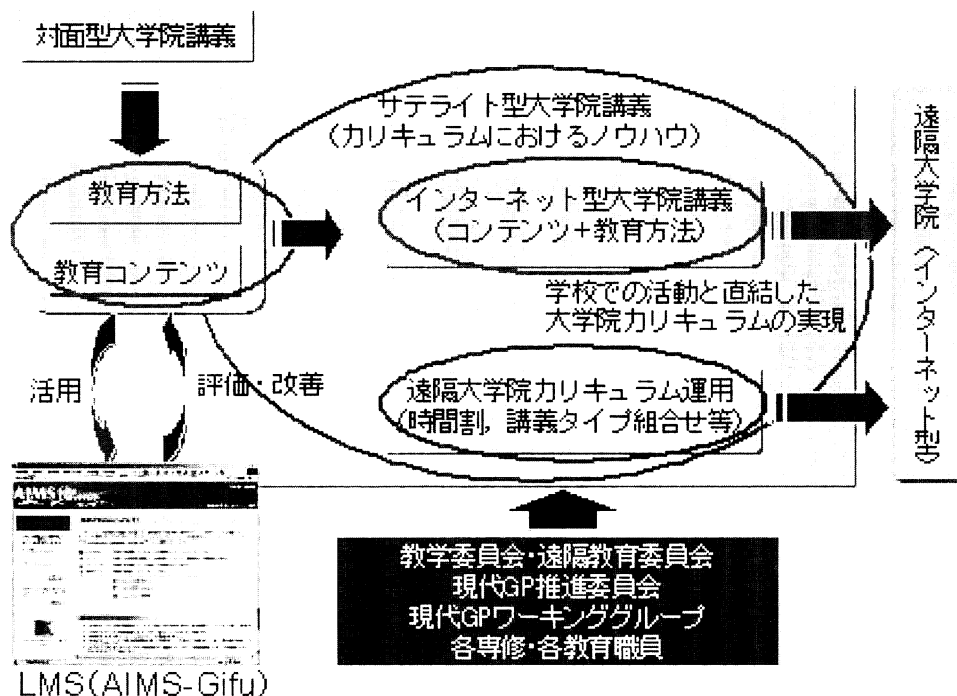 対面型大学院講義
サテライト型大学院講義
(カリキュラムにおけるノウハウ)
教育方法
教育コンテンツ
インターネット型大学院講義
(コンテンツ+教育方法)
学校での活動と直結した
大学院カリキュラムの実現
遠隔大学院カリキュラム運用
(時間割，講義タイプ組合せ等)
遠隔大学院(インターネット型)
活用
評価・改善
AIMS
教学委員会・遠隔教育委員会
現代GP推進委員会
現代GPワーキンググループ
各専修・各教育職員
LMS(AIMS-Gifu)